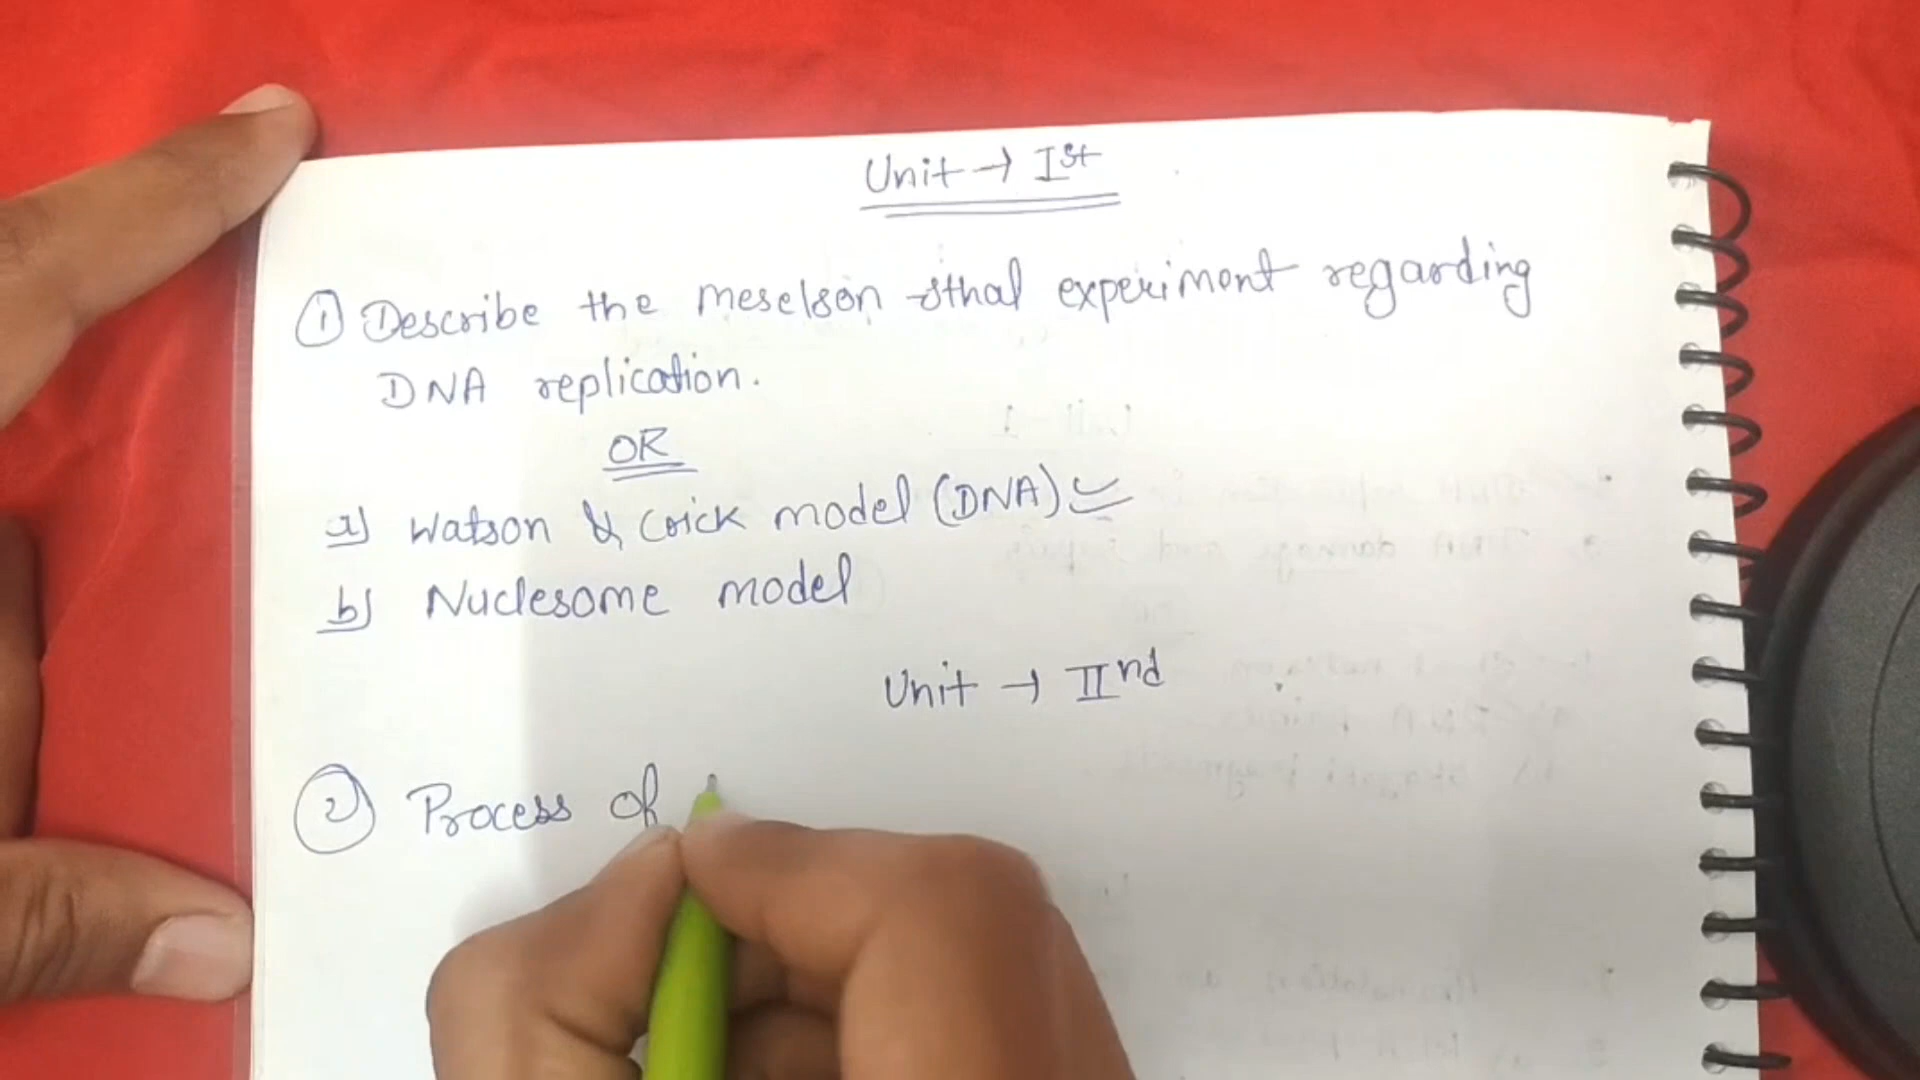 Unit → Ist
① Describe the meselson sthal experiment regarding
DNA replication.
OR
a) Watson & Crick model (DNA)
b) Nuclesome model
Unit → IInd
② Process of